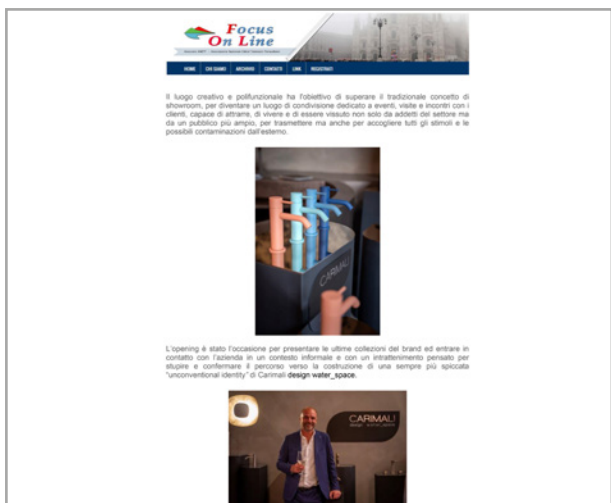 Focus
On Line
HOME CHI SIAMO ARCHIVIO CONTATTI LINK REGISTRATI
Il luogo creativo e polifunzionale ha l'obiettivo di superare il tradizionale concetto di
showroom, per diventare un luogo di condivisione dedicato a eventi, visite e incontri con i
clienti, capace di attrarre, di vivere e di essere vissuto non solo da addetti del settore ma
da un pubblico più ampio, per trasmettere ma anche per accogliere tutti gli stimoli e le
possibili contaminazioni dall'esterno.
CARIMALI
L'opening è stato l'occasione per presentare le ultime collezioni del brand ed entrare in
contatto con l'azienda in un contesto informale e con un intrattenimento pensato per
stupire e confermare il percorso verso la costruzione di una sempre più spiccata
"unconventional identity" di Carimali design water_space.
CARIMALI